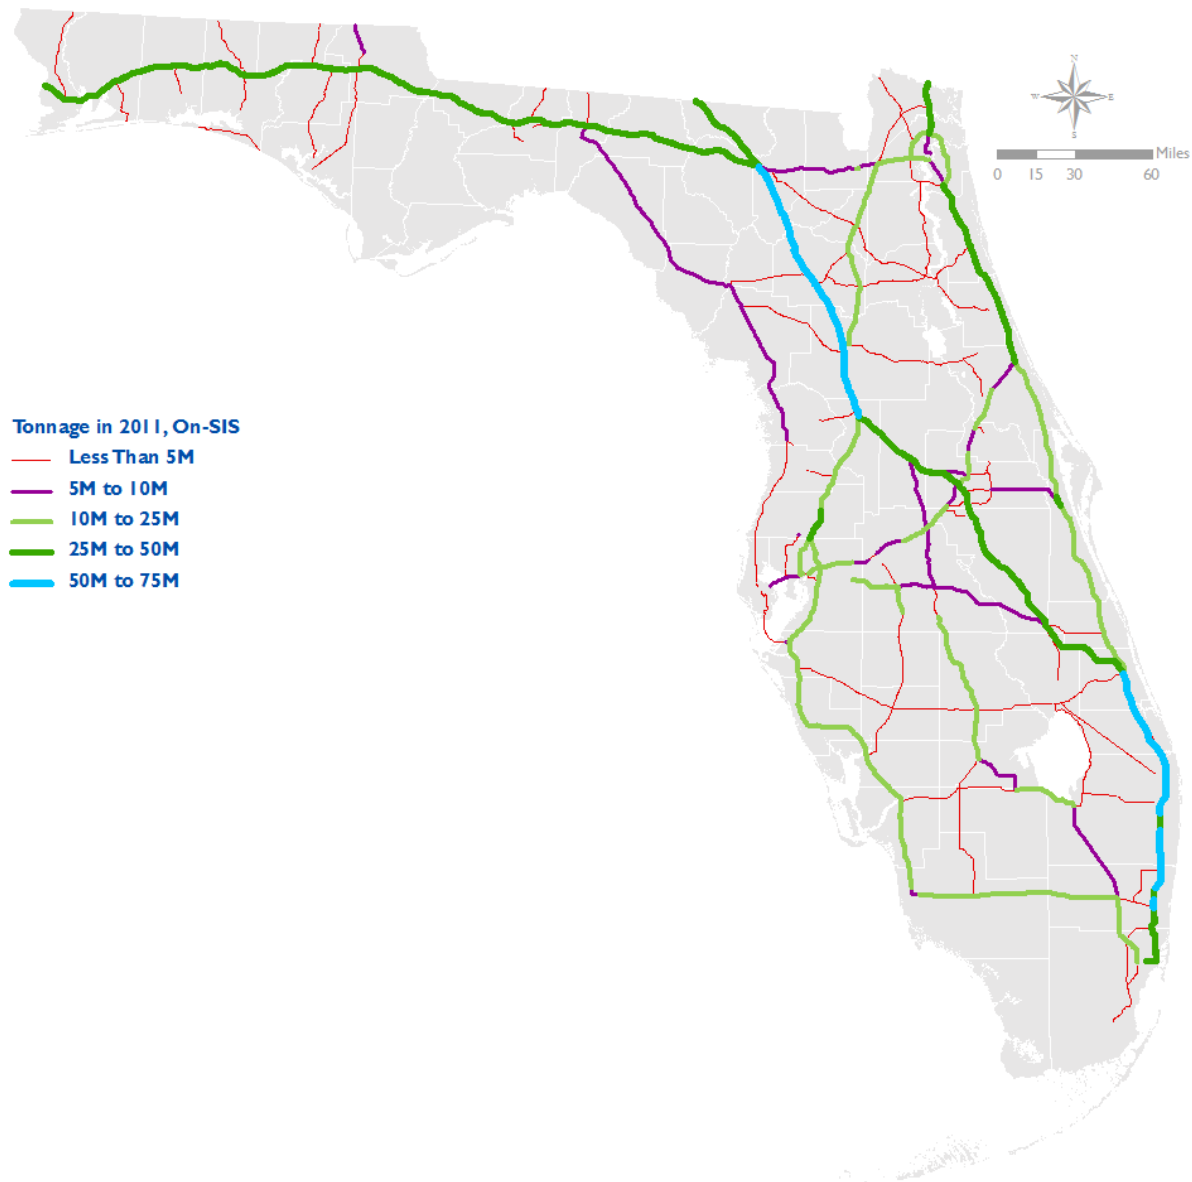 N
W E
S
Miles
0 15 30 60
Tonnage in 2011, On-SIS
Less Than 5M
5M to 10M
10M to 25M
25M to 50M
50M to 75M